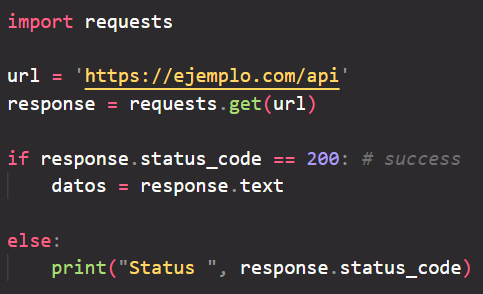 import requests
url = 'https://ejemplo.com/api'
response = requests.get(url)
if response.status_code == 200: # success
    datos = response.text
else:
    print("Status ", response.status_code)